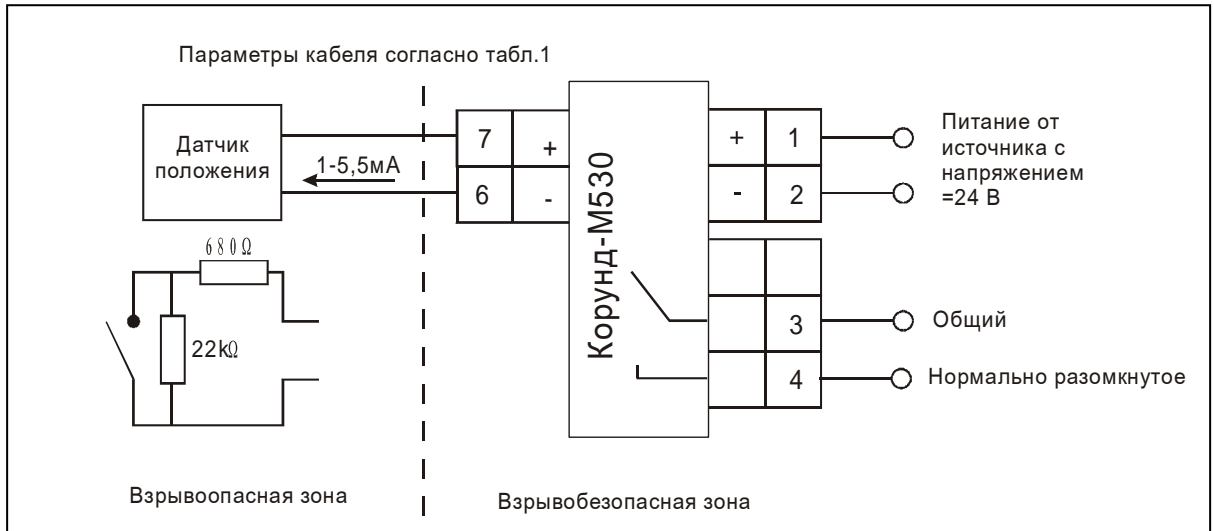 Параметры кабеля согласно табл.1
Датчик
положения
1-5,5мА
7
+
6
-
Корунд-М530
+
1
-
2
3
4
Питание от
источника с
напряжением
=24 В
Общий
Нормально разомкнутое
680Ω
22kΩ
Взрывоопасная зона
Взрывобезопасная зона